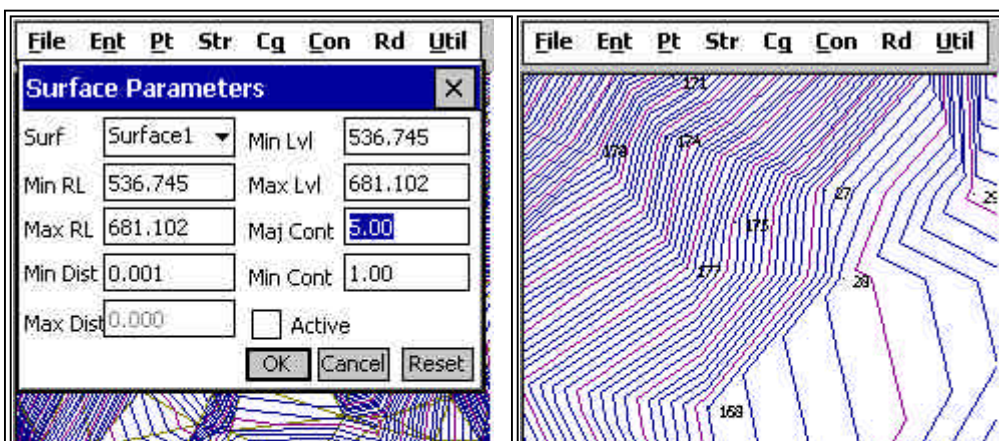 File Ent Pt Str Cg Con Rd Util
Surface Parameters
Surf Surface1 Min Lvl 536.745
Min RL 536.745 Max Lvl 681.102
Max RL 681.102 Maj Cont 5.00
Min Dist 0.001 Min Cont 1.00
Max Dist 0.000 Active
OK Cancel Reset
File Ent Pt Str Cg Con Rd Util
171
174
27
175
177
28
168